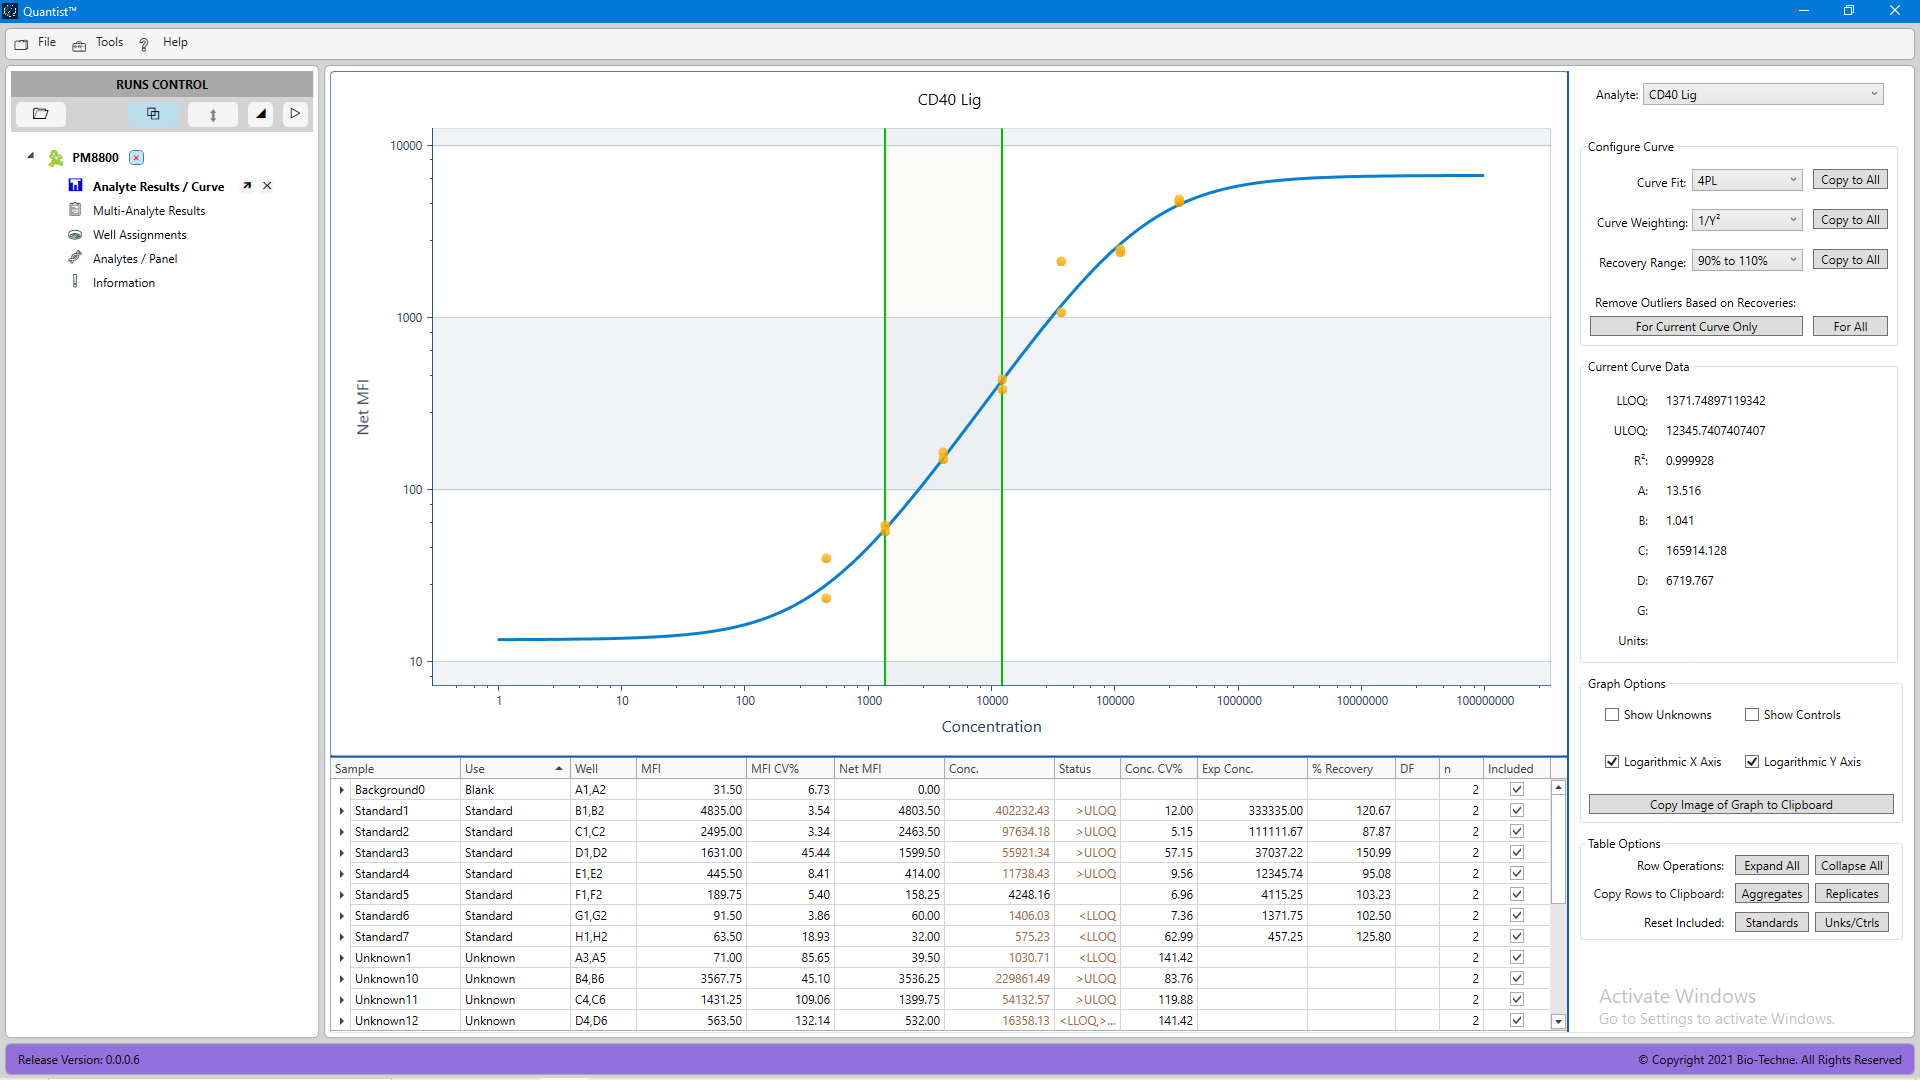 Quantist™
File Tools ? Help
RUNS CONTROL
PM8800
Analyte Results / Curve
Multi-Analyte Results
Well Assignments
Analytes / Panel
Information
CD40 Lig
10000
1000
100
10
Net MFI
1 10 100 1000 10000 100000 1000000 10000000 100000000
Concentration
Sample Use Well MFI MFI CV% Net MFI Conc. Status Conc. CV% Exp Conc. % Recovery DF n Included
Background0 Blank A1,A2 31.50 6.73 0.00 2
Standard1 Standard B1,B2 4835.00 3.54 4803.50 402232.43 >ULOQ 12.00 333335.00 120.67 2
Standard2 Standard C1,C2 2495.00 3.34 2463.50 97634.18 >ULOQ 5.15 111111.67 87.87 2
Standard3 Standard D1,D2 1631.00 45.44 1599.50 55921.34 >ULOQ 57.15 37037.22 150.99 2
Standard4 Standard E1,E2 445.50 8.41 414.00 11738.43 >ULOQ 9.56 12345.74 95.08 2
Standard5 Standard F1,F2 189.75 5.40 158.25 4248.16 6.96 4115.25 103.23 2
Standard6 Standard G1,G2 91.50 3.86 60.00 1406.03 <LLOQ 7.36 1371.75 102.50 2
Standard7 Standard H1,H2 63.50 18.93 32.00 575.23 <LLOQ 62.99 457.25 125.80 2
Unknown1 Unknown A3,A5 71.00 85.65 39.50 1030.71 <LLOQ 141.42 2
Unknown10 Unknown B4,B6 3567.75 45.10 3536.25 229861.49 >ULOQ 83.76 2
Unknown11 Unknown C4,C6 1431.25 109.06 1399.75 54132.57 >ULOQ 119.88 2
Unknown12 Unknown D4,D6 563.50 132.14 532.00 16358.13 <LLOQ,>... 141.42 2
Analyte: CD40 Lig
Configure Curve
Curve Fit: 4PL Copy to All
Curve Weighting: 1/Y² Copy to All
Recovery Range: 90% to 110% Copy to All
Remove Outliers Based on Recoveries:
For Current Curve Only For All
Current Curve Data
LLOQ: 1371.74897119342
ULOQ: 12345.7407407407
R²: 0.999928
A: 13.516
B: 1.041
C: 165914.128
D: 6719.767
G:
Units:
Graph Options
Show Unknowns Show Controls
Logarithmic X Axis Logarithmic Y Axis
Copy Image of Graph to Clipboard
Table Options
Row Operations: Expand All Collapse All
Copy Rows to Clipboard: Aggregates Replicates
Reset Included: Standards Unks/Ctrls
Activate Windows
Go to Settings to activate Windows.
Release Version: 0.0.0.6
© Copyright 2021 Bio-Techne. All Rights Reserved